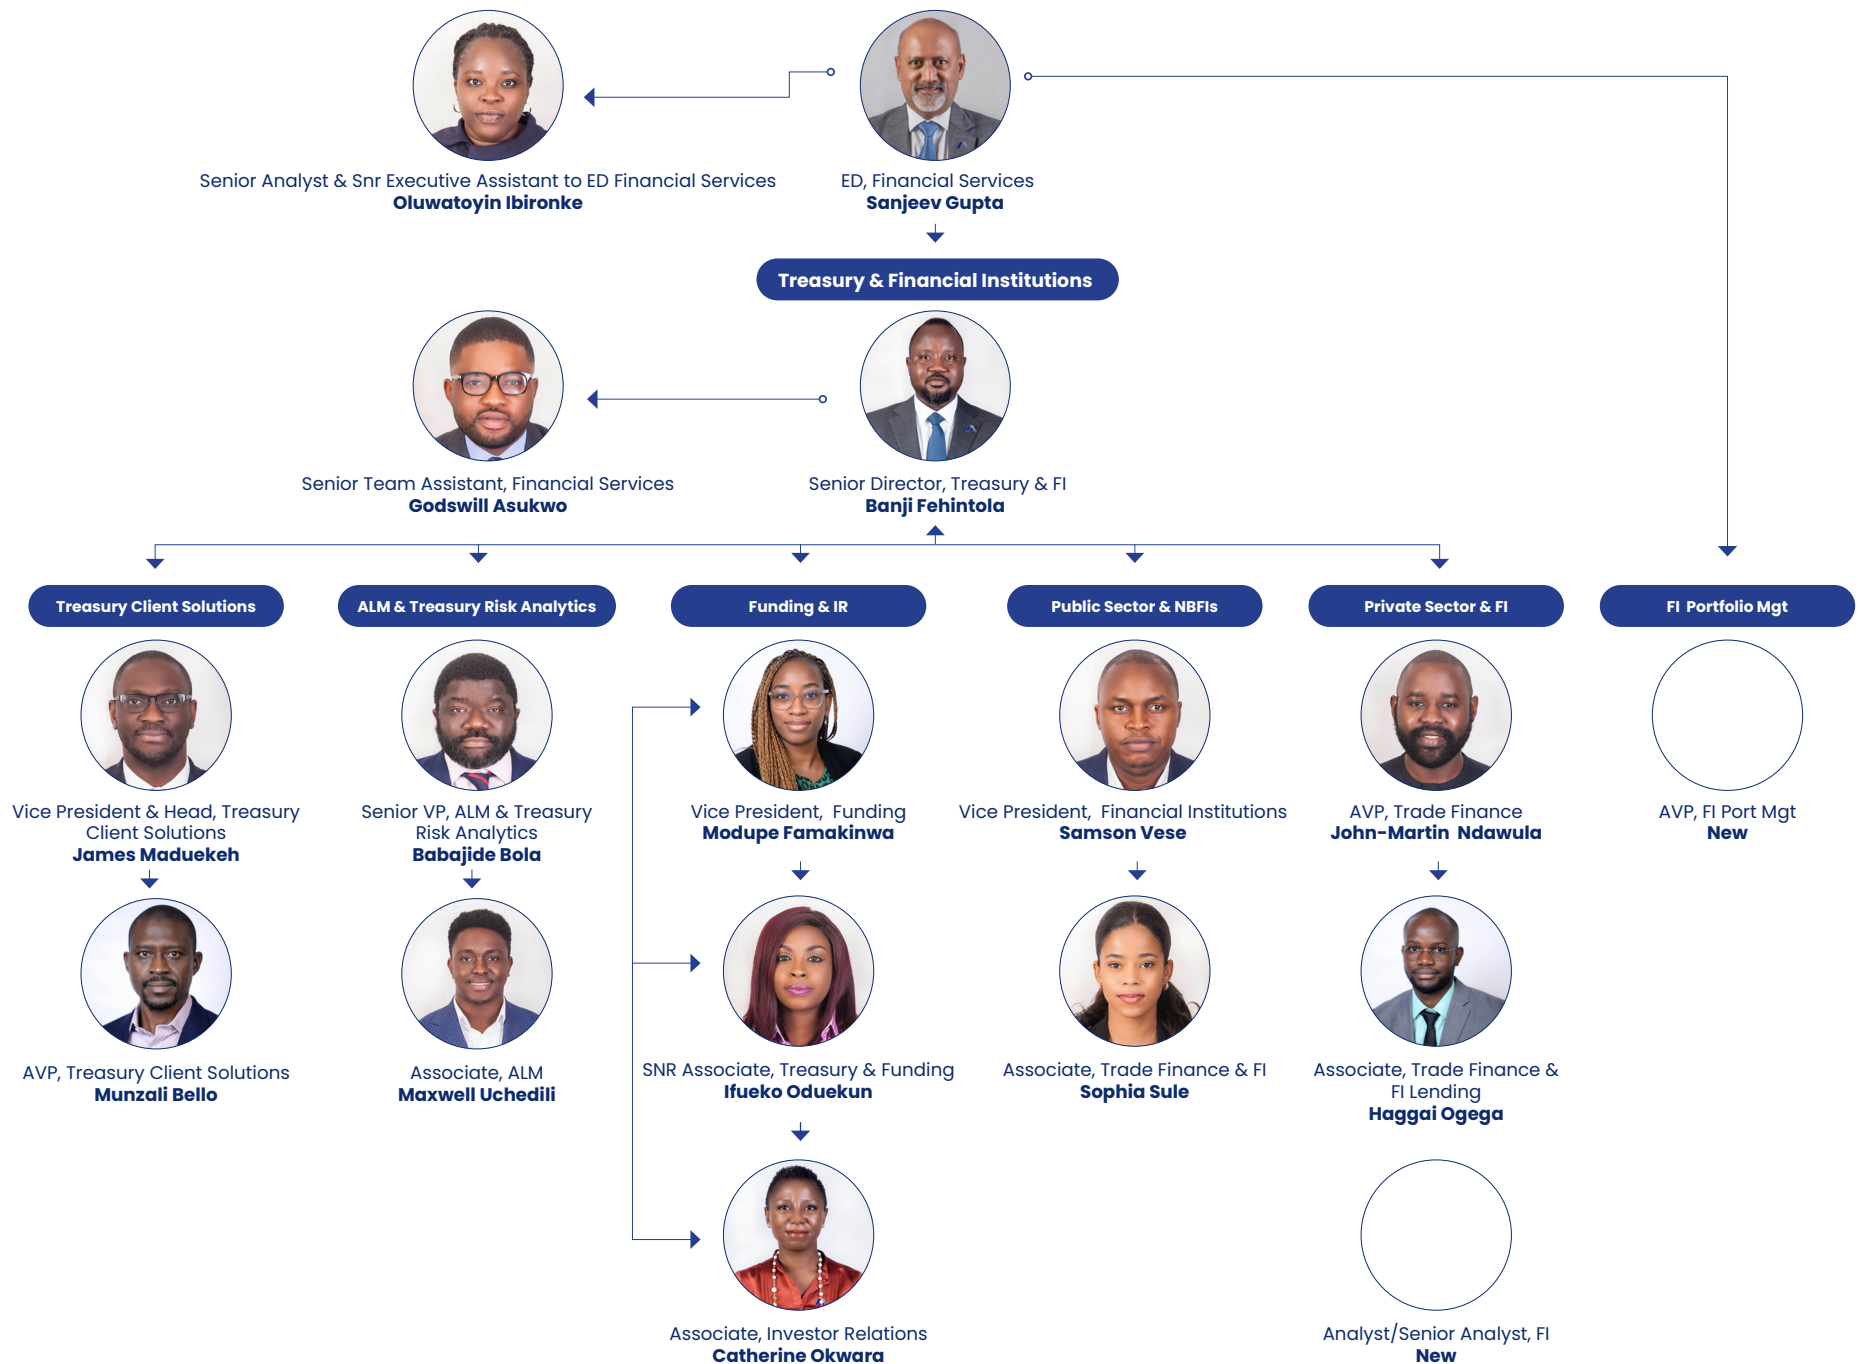 Senior Analyst & Snr Executive Assistant to ED Financial Services
Oluwatoyin Ibironke
ED, Financial Services
Sanjeev Gupta
Treasury & Financial Institutions
Senior Team Assistant, Financial Services
Godswill Asukwo
Senior Director, Treasury & FI
Banji Fehintola
Treasury Client Solutions
ALM & Treasury Risk Analytics
Funding & IR
Public Sector & NBFIs
Private Sector & FI
FI Portfolio Mgt
Vice President & Head, Treasury
Client Solutions
James Maduekeh
Senior VP, ALM & Treasury
Risk Analytics
Babajide Bola
Vice President, Funding
Modupe Famakinwa
Vice President, Financial Institutions
Samson Vese
AVP, Trade Finance
John-Martin Ndawula
AVP, FI Port Mgt
New
AVP, Treasury Client Solutions
Munzali Bello
Associate, ALM
Maxwell Uchedili
SNR Associate, Treasury & Funding
Ifueko Oduekun
Associate, Trade Finance & FI
Sophia Sule
Associate, Trade Finance &
FI Lending
Haggai Ogega
Associate, Investor Relations
Catherine Okwara
Analyst/Senior Analyst, FI
New